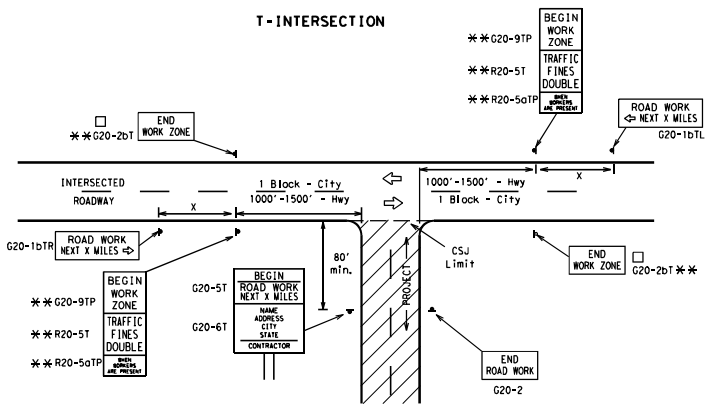 T-INTERSECTION
**G20-9TP
BEGIN
WORK
ZONE
**R20-5T
TRAFFIC
FINES
DOUBLE
**R20-5aTP
WHEN
WORKERS
ARE PRESENT
ROAD WORK
⇦ NEXT X MILES
G20-1bTL
□
**G20-2bT
END
WORK ZONE
X
INTERSECTED
ROADWAY
1 Block - City
1000'-1500' - Hwy
1000'-1500' - Hwy
1 Block - City
X
G20-1bTR
ROAD WORK
NEXT X MILES ⇨
80'
min.
CSJ
Limit
PROJECT
END
WORK ZONE
□
G20-2bT **
**G20-9TP
BEGIN
WORK
ZONE
**R20-5T
TRAFFIC
FINES
DOUBLE
**R20-5aTP
WHEN
WORKERS
ARE PRESENT
G20-5T
BEGIN
ROAD WORK
NEXT X MILES
G20-6T
NAME
ADDRESS
CITY
STATE
CONTRACTOR
END
ROAD WORK
G20-2